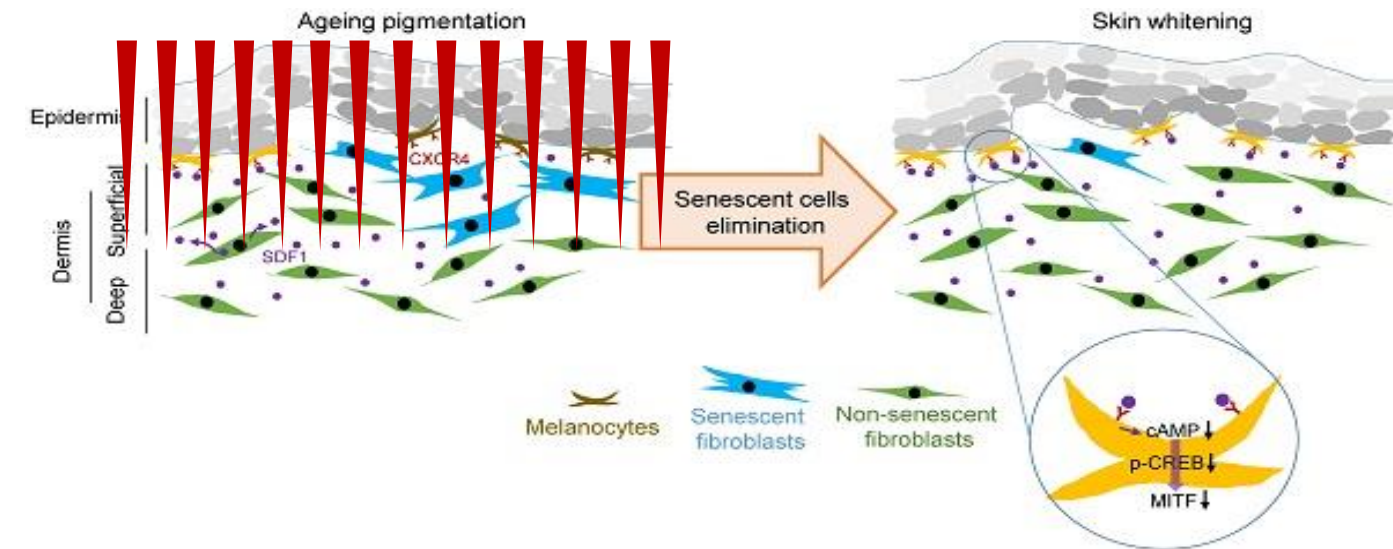 Ageing pigmentation
Skin whitening
Epidermis
Dermis
Superficial
Deep
CXCR4
SDF1
Senescent cells
elimination
Melanocytes
Senescent
fibroblasts
Non-senescent
fibroblasts
cAMP↓
p-CREB↓
MITF↓